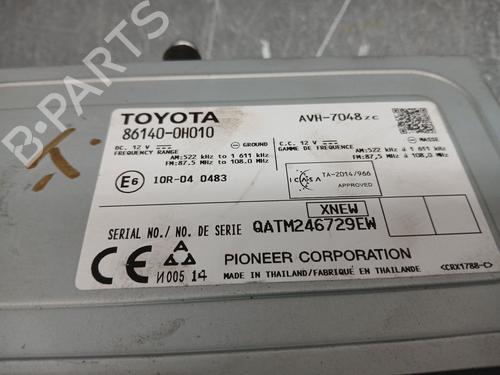 TOYOTA
86140-0H010
AVH-7048zc
DC. 12 V GROUND
FREQUENCY RANGE
AM:522 kHz to 1 611 kHz
FM:87.5 MHz to 108.0 MHz
C.C. 12 V MASSE
GAMME DE FREQUENCE
AM:522 kHz à 1 611 kHz
FM:87,5 MHz à 108,0 MHz
E6 10R-04 0483
ICASA TA-2014/966
APPROVED
XNEW
SERIAL NO./ NO. DE SERIE QATM246729EW
CE
И005 14
PIONEER CORPORATION
MADE IN THAILAND/FABRIQUÉ EN THAILANDE
<CRX1788-C>
B-PARTS